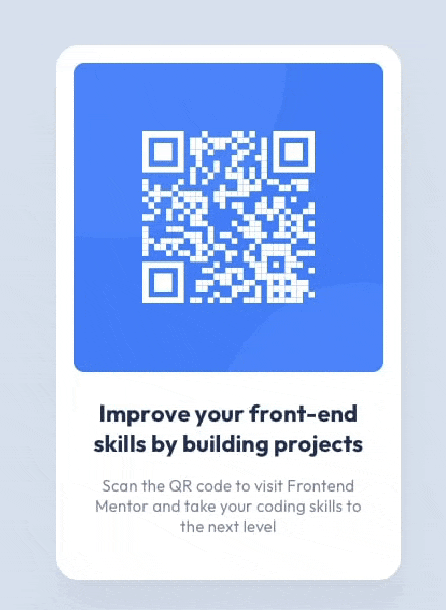 Improve your front-end
skills by building projects
Scan the QR code to visit Frontend
Mentor and take your coding skills to
the next level